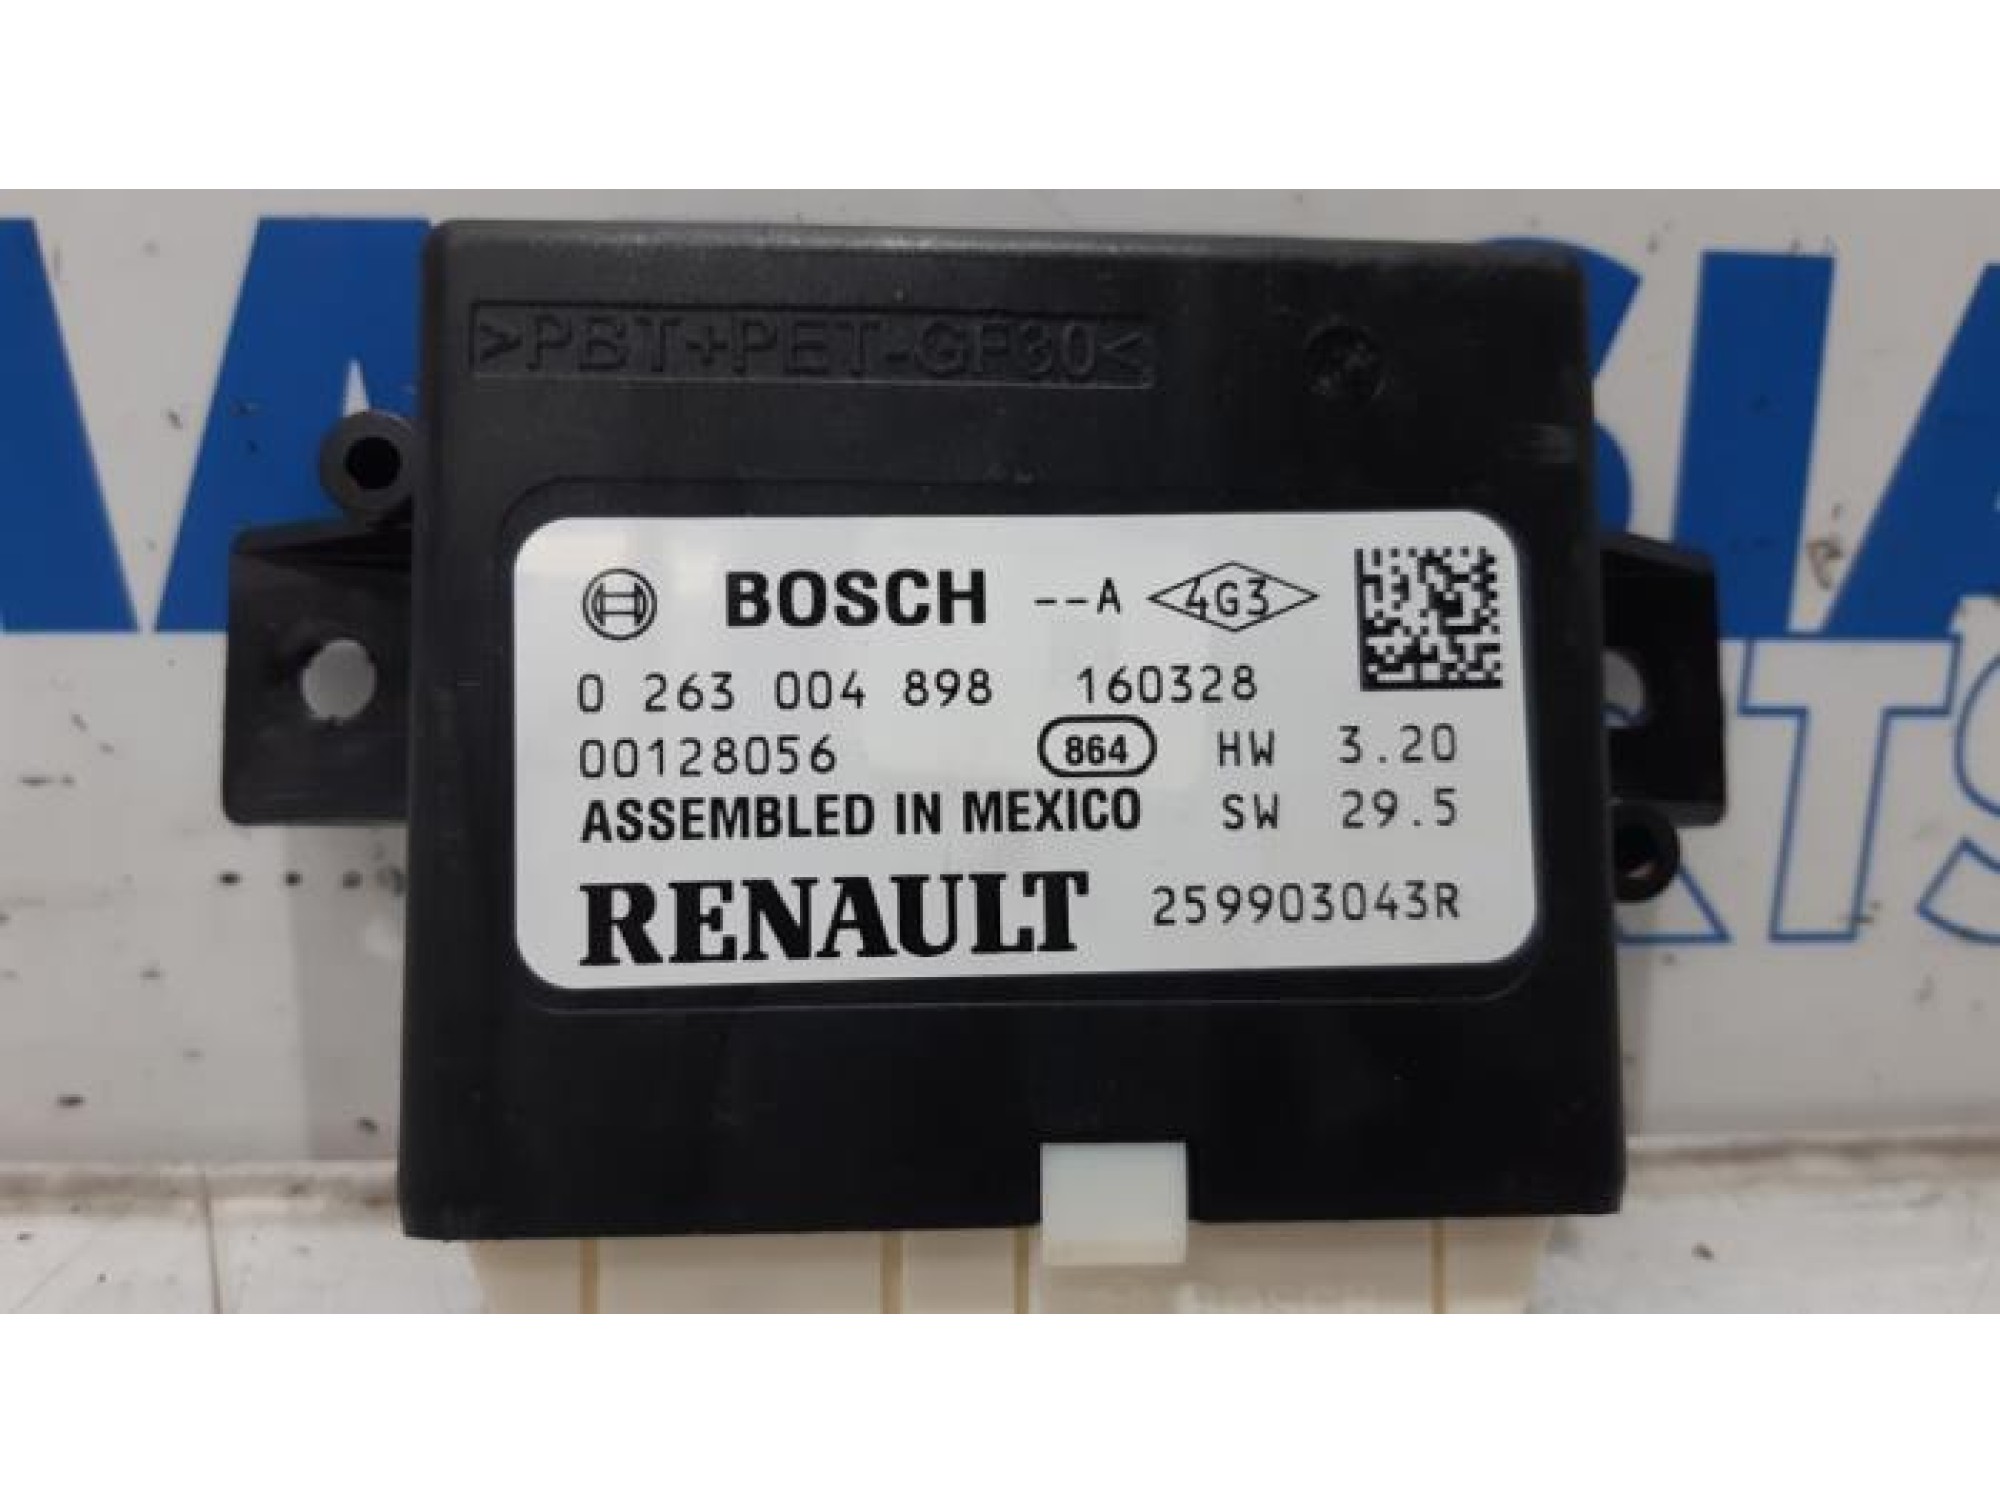 >PBT+PET-GF30<
BOSCH --A 4G3
0 263 004 898 160328
00128056 864 HW 3.20
ASSEMBLED IN MEXICO SW 29.5
RENAULT 259903043R